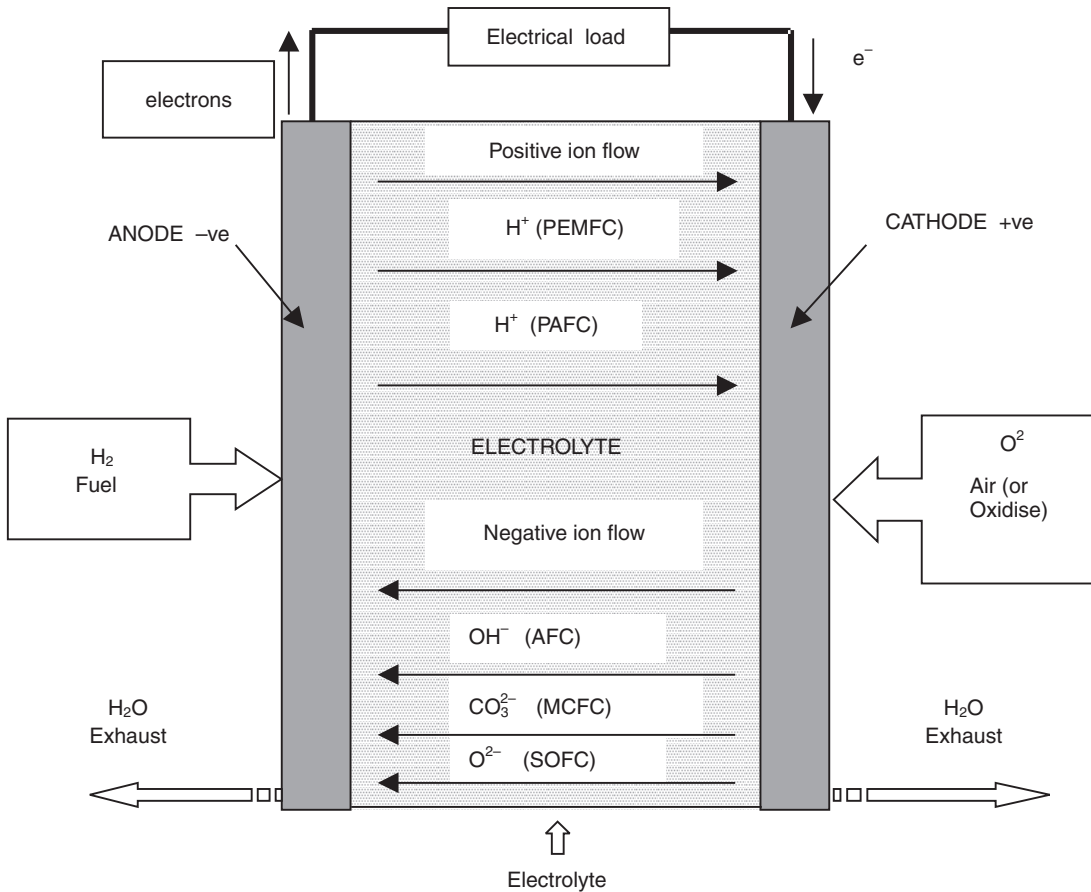 Electrical load
e⁻
electrons
Positive ion flow
H⁺ (PEMFC)
ANODE –ve
CATHODE +ve
H⁺ (PAFC)
H₂
Fuel
ELECTROLYTE
O²
Air (or
Oxidise)
Negative ion flow
OH⁻ (AFC)
CO₃²⁻ (MCFC)
O²⁻ (SOFC)
H₂O
Exhaust
H₂O
Exhaust
Electrolyte